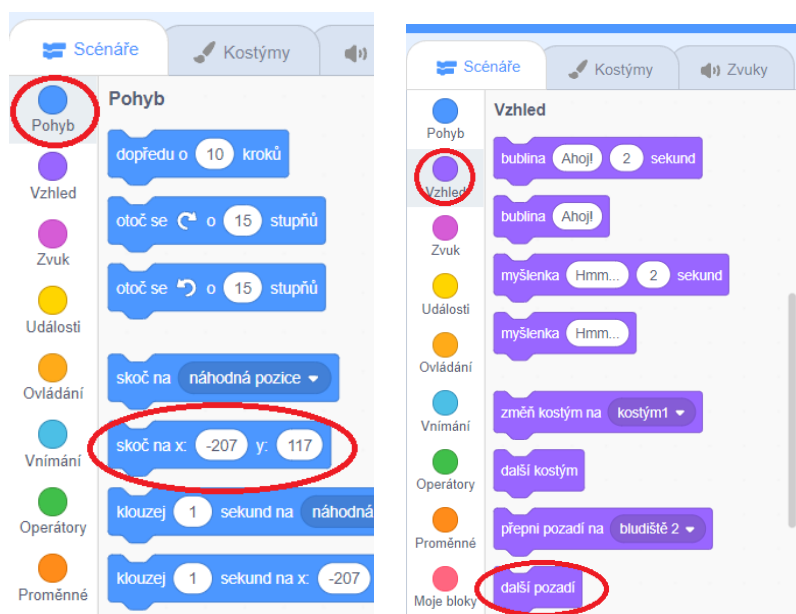 Scénáře
Kostýmy
Pohyb
Vzhled
Zvuk
Události
Ovládání
Vnímání
Operátory
Proměnné
Pohyb
dopředu o 10 kroků
otoč se o 15 stupňů
otoč se o 15 stupňů
skoč na náhodná pozice
skoč na x: -207 y: 117
klouzej 1 sekund na náhodná
klouzej 1 sekund na x: -207
Scénáře
Kostýmy
Zvuky
Pohyb
Vzhled
Zvuk
Události
Ovládání
Vnímání
Operátory
Proměnné
Moje bloky
Vzhled
bublina Ahoj! 2 sekund
bublina Ahoj!
myšlenka Hmm... 2 sekund
myšlenka Hmm...
změň kostým na kostým1
další kostým
přepni pozadí na bludiště 2
další pozadí